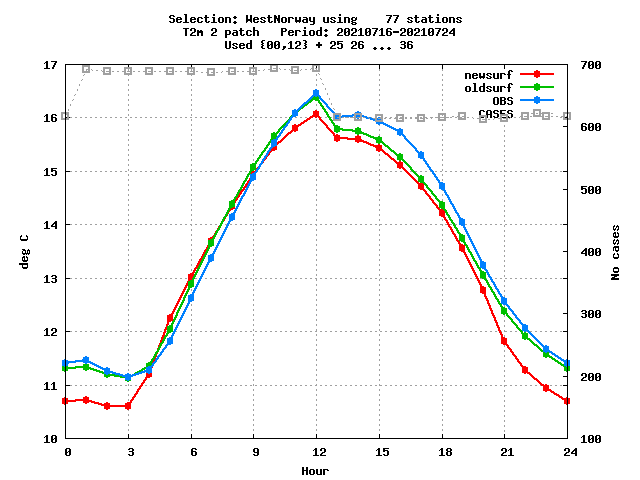 Selection: WestNorway using    77 stations
T2m 2 patch   Period: 20210716-20210724
Used {00,12} + 25 26 ... 36
17
16
15
14
13
12
11
10
700
600
500
400
300
200
100
newsurf
oldsurf
OBS
CASES
deg C
No cases
0 3 6 9 12 15 18 21 24
Hour